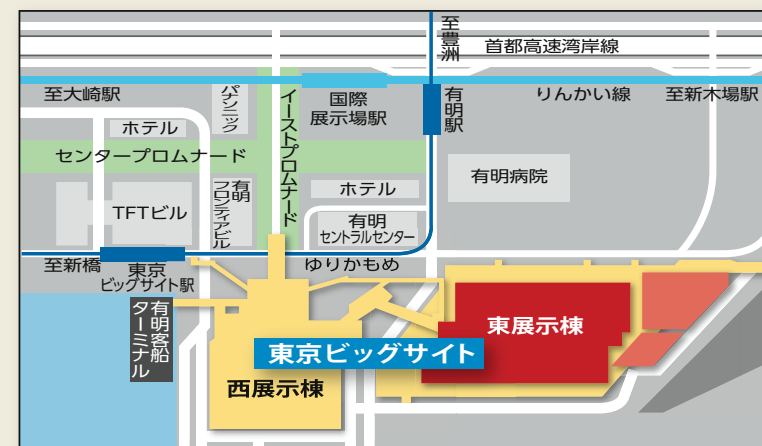 至豊洲
首都高速湾岸線
至大崎駅
パナソニック
イーストプロムナード
国際
展示場駅
有明駅
りんかい線
至新木場駅
ホテル
センタープロムナード
有明病院
TFTビル
有明
フロンティアビル
ホテル
有明
セントラルセンター
至新橋
東京
ビッグサイト駅
ゆりかもめ
有明客船
ターミナル
東展示棟
東京ビッグサイト
西展示棟